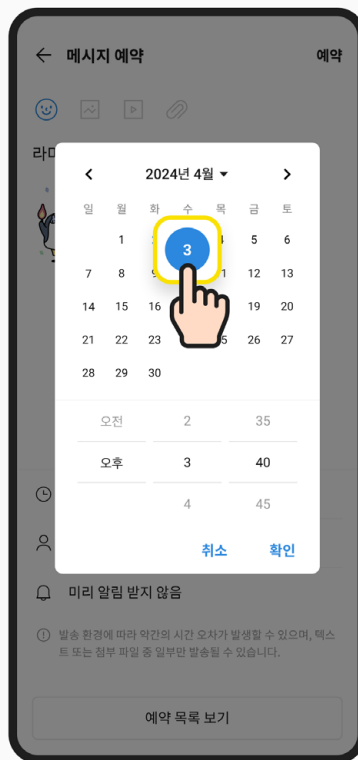 메시지 예약 예약
라
2024년 4월
일 월 화 수 목 금 토
1 3 5 6
7 8 12 13
14 15 16 19 20
21 22 23 26 27
28 29 30
오전 2 35
오후 3 40
4 45
취소 확인
미리 알림 받지 않음
발송 환경에 따라 약간의 시간 오차가 발생할 수 있으며, 텍스
트 또는 첨부 파일 중 일부만 발송될 수 있습니다.
예약 목록 보기